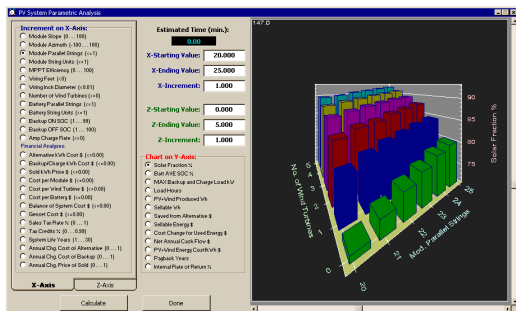 PV System Parametric Analysis
Increment on X-Axis:
Module Slope (0. . .180)
Module Azimuth (-180. . .180)
Module Parallel Strings (<=1)
Module String Units (<=1)
MPPT Efficiency (0. . .100)
Wiring Feet (<0)
Wiring Inch Diameter (<0.01)
Number of Wind Turbines (<=0)
Battery Parallel Strings (<=1)
Battery String Units (<=1)
Backup ON SOC (1. . .99)
Backup OFF SOC (1. . .100)
Amp Charge Rate (<=0)
Financial Analyses:
Alternative kWh Cost $ (<=0.00)
Backup/Charge kWh Cost $ (<=0.00)
Sold kWh Price $ (<=0.00)
Cost per Module $ (<=0.00)
Cost per Wind Turbine $ (<=0.00)
Cost per Battery $ (<=0.00)
Balance of System Cost $ (<=0.00)
Genset Cost $ (<=0.00)
Sales Tax Rate % (0. . .1)
Tax Credits % (0. . .0.99)
System Life Years (1. . .30)
Annual Chg. Cost of Alternative (0. . .1)
Annual Chg. Cost of Backup (0. . .1)
Annual Chg. Price of Sold (0. . .1)
X-Axis
Z-Axis
Estimated Time (min.):
0.00
X-Starting Value: 20.000
X-Ending Value: 25.000
X-Increment: 1.000
Z-Starting Value: 0.000
Z-Ending Value: 5.000
Z-Increment: 1.000
Chart on Y-Axis:
Solar Fraction %
Batt AVE SOC %
MAX Backup and Charge Load kW
Load Hours
PV+Wind Produced Wh
Sellable Wh
Saved from Alternative $
Sellable Energy $
Cost Change for Used Energy $
Net Annual Cash Flow $
PV+Wind Energy Cost/kWh $
Payback Years
Internal Rate of Return %
Calculate
Done
147.0
90
85
80
75
Solar Fraction %
No. of Wind Turbines
0
Mod. Parallel Strings
20
21
22
24
25